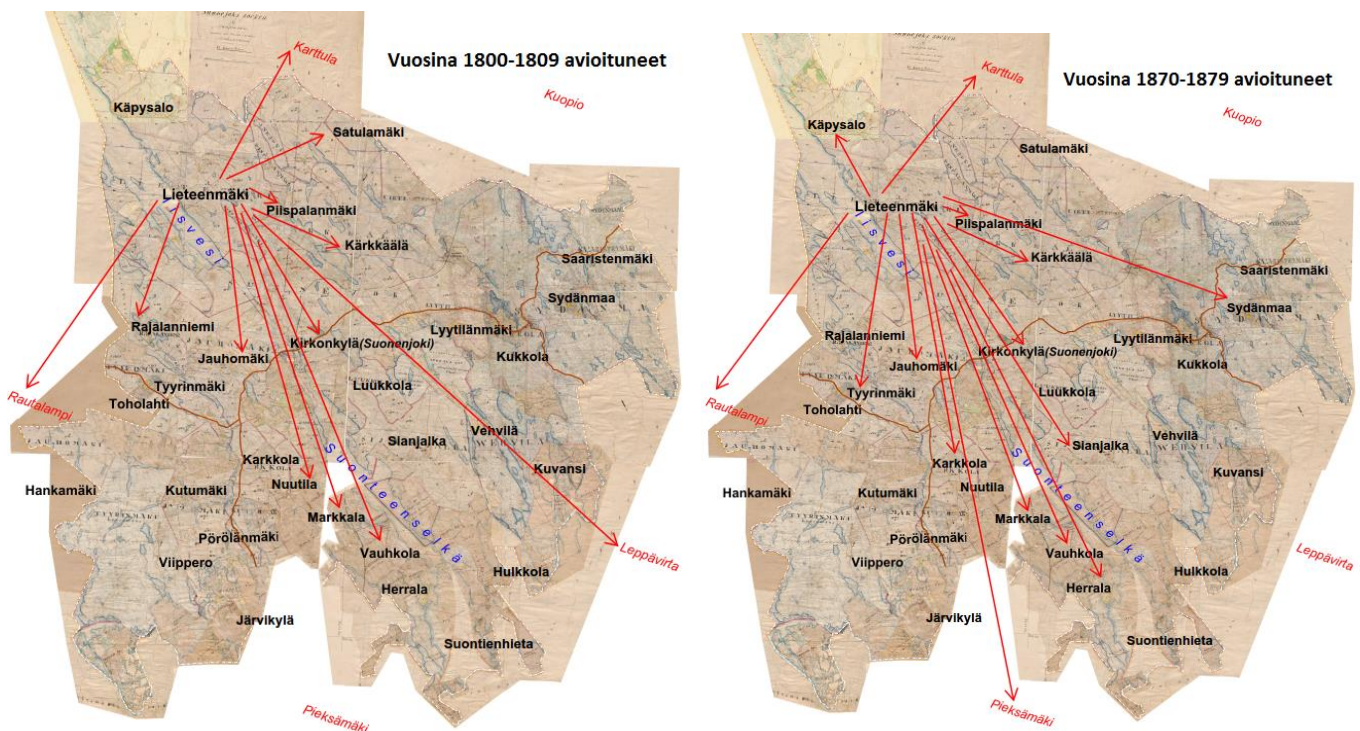 Vuosina 1800-1809 avioituneet
Karttula
Kuopio
Käpysalo
Satulamäki
Lieteenmäki
Piispalanmäki
Iisvesi
Kärkkäälä
Saaristenmäki
Sydänmaa
Rajalanniemi
Lyytilänmäki
Kirkonkylä(Suonenjoki)
Jauhomäki
Kukkola
Tyyrinmäki
Luukkola
Toholahti
Rautalampi
Vehvilä
Sianjalka
Karkkola
Suonteenselkä
Kuvansi
Nuutila
Hankamäki
Kutumäki
Markkala
Pörölänmäki
Vauhkola
Leppävirta
Viippero
Hulkkola
Herrala
Järvikylä
Suontienhieta
Pieksämäki
Vuosina 1870-1879 avioituneet
Karttula
Kuopio
Käpysalo
Satulamäki
Lieteenmäki
Piispalanmäki
Iisvesi
Kärkkäälä
Saaristenmäki
Sydänmaa
Rajalanniemi
Lyytilänmäki
Kirkonkylä(Suonenjoki)
Jauhomäki
Kukkola
Tyyrinmäki
Luukkola
Toholahti
Rautalampi
Vehvilä
Sianjalka
Karkkola
Suonteenselkä
Kuvansi
Nuutila
Hankamäki
Kutumäki
Markkala
Pörölänmäki
Vauhkola
Leppävirta
Viippero
Hulkkola
Herrala
Järvikylä
Suontienhieta
Pieksämäki